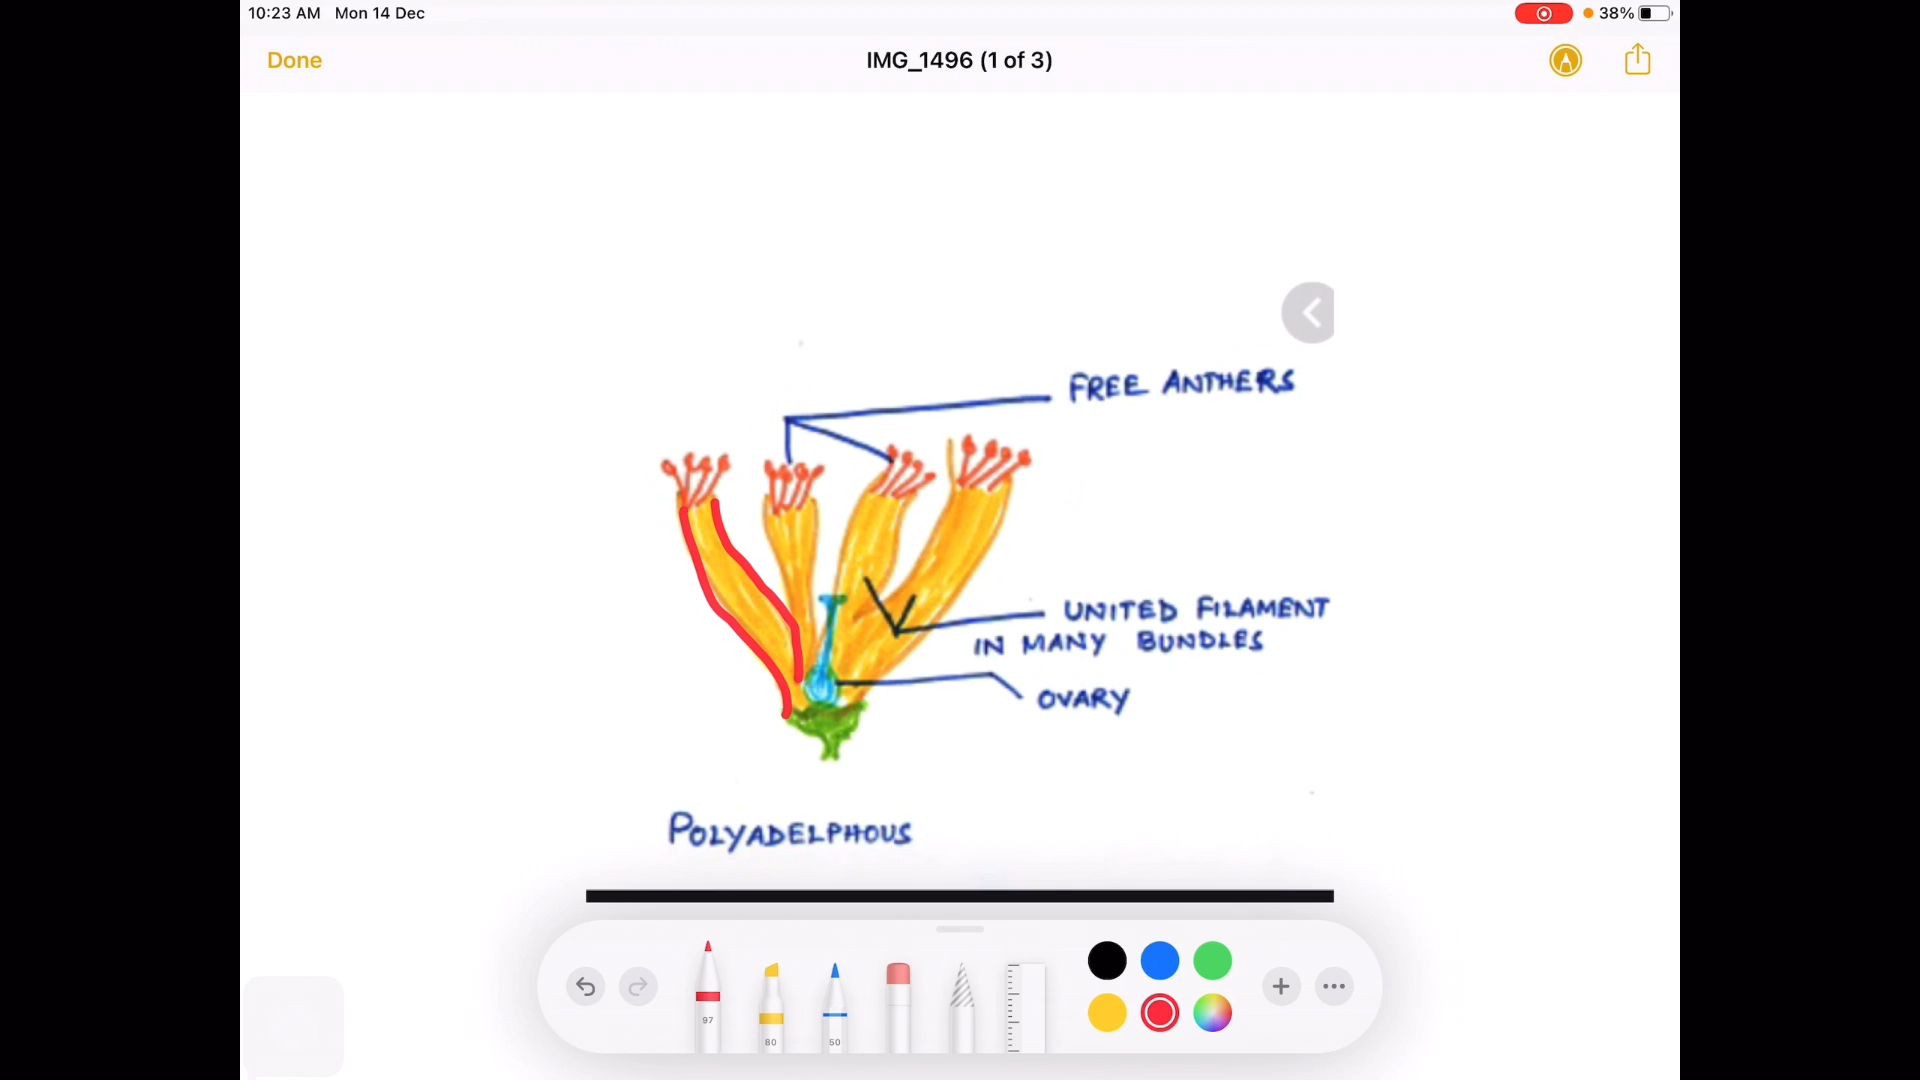 10:23 AM Mon 14 Dec
38%
Done
IMG_1496 (1 of 3)
FREE ANTHERS
UNITED FILAMENT
IN MANY BUNDLES
OVARY
POLYADELPHOUS
97
80
50